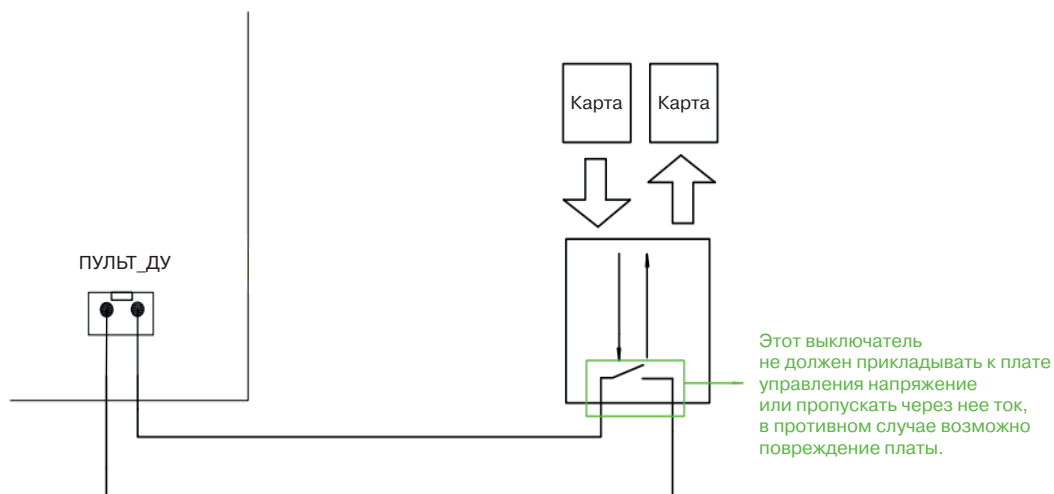 Карта
Карта
ПУЛЬТ_ДУ
Этот выключатель
не должен прикладывать к плате
управления напряжение
или пропускать через нее ток,
в противном случае возможно
повреждение платы.